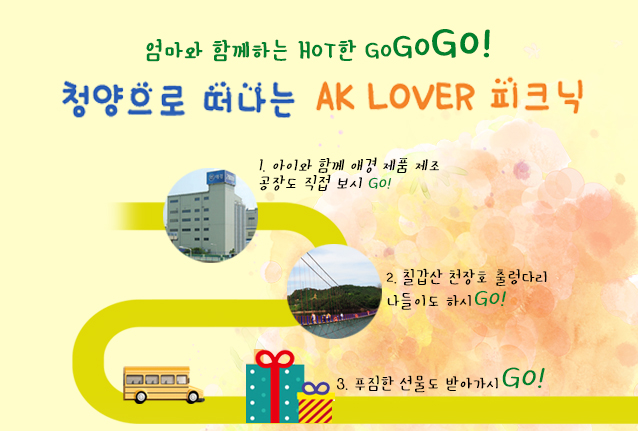 엄마와 함께하는 HOT한 GoGoGo!
청양으로 떠나는 AK LOVER 피크닉
1. 아이와 함께 애경 제품 제조
공장도 직접 보시 GO!
2. 칠갑산 천장호 출렁다리
나들이도 하시GO!
3. 푸짐한 선물도 받아가시GO!